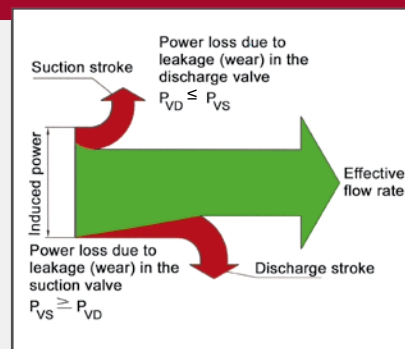 Power loss due to
leakage (wear) in the
discharge valve
P_VD ≤ P_VS
Suction stroke
Induced power
Effective
flow rate
Power loss due to
leakage (wear) in the
suction valve
P_VS ≥ P_VD
Discharge stroke